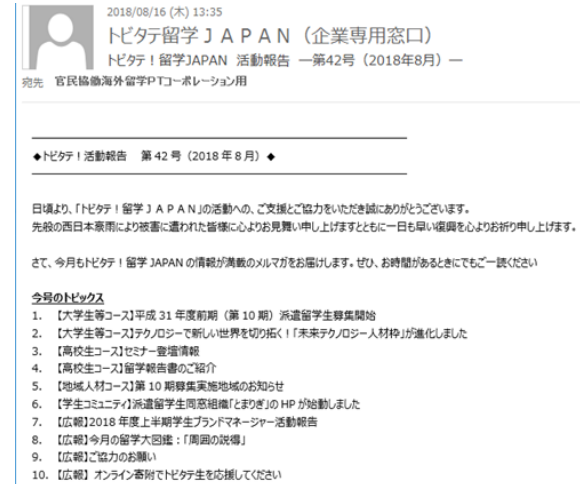 2018/08/16 (木) 13:35
トビタテ留学ＪＡＰＡＮ（企業専用窓口）
トビタテ！留学JAPAN 活動報告 ―第42号（2018年8月）―
宛先 官民協働海外留学PTコーポレーション用
◆トビタテ！活動報告 第 42 号（2018 年 8 月）◆
日頃より、「トビタテ！留学ＪＡＰＡＮ」の活動への、ご支援とご協力をいただき誠にありがとうございます。
先般の西日本豪雨により被害に遭われた皆様に心よりお見舞い申し上げますとともに一日も早い復興を心よりお祈り申し上げます。
さて、今月もトビタテ！留学 JAPAN の情報が満載のメルマガをお届けします。ぜひ、お時間があるときにでもご一読ください
今号のトピックス
1. 【大学生等コース】平成 31 年度前期（第 10 期）派遣留学生募集開始
2. 【大学生等コース】テクノロジーで新しい世界を切り拓く！「未来テクノロジー人材枠」が進化しました
3. 【高校生コース】セミナー登壇情報
4. 【高校生コース】留学報告書のご紹介
5. 【地域人材コース】第 10 期募集実施地域のお知らせ
6. 【学生コミュニティ】派遣留学生同窓組織「とまりぎ」の HP が始動しました
7. 【広報】2018 年度上半期学生ブランドマネージャー活動報告
8. 【広報】今月の留学大図鑑：「周囲の説得」
9. 【広報】ご協力のお願い
10. 【広報】 オンライン寄附でトビタテ生を応援してください